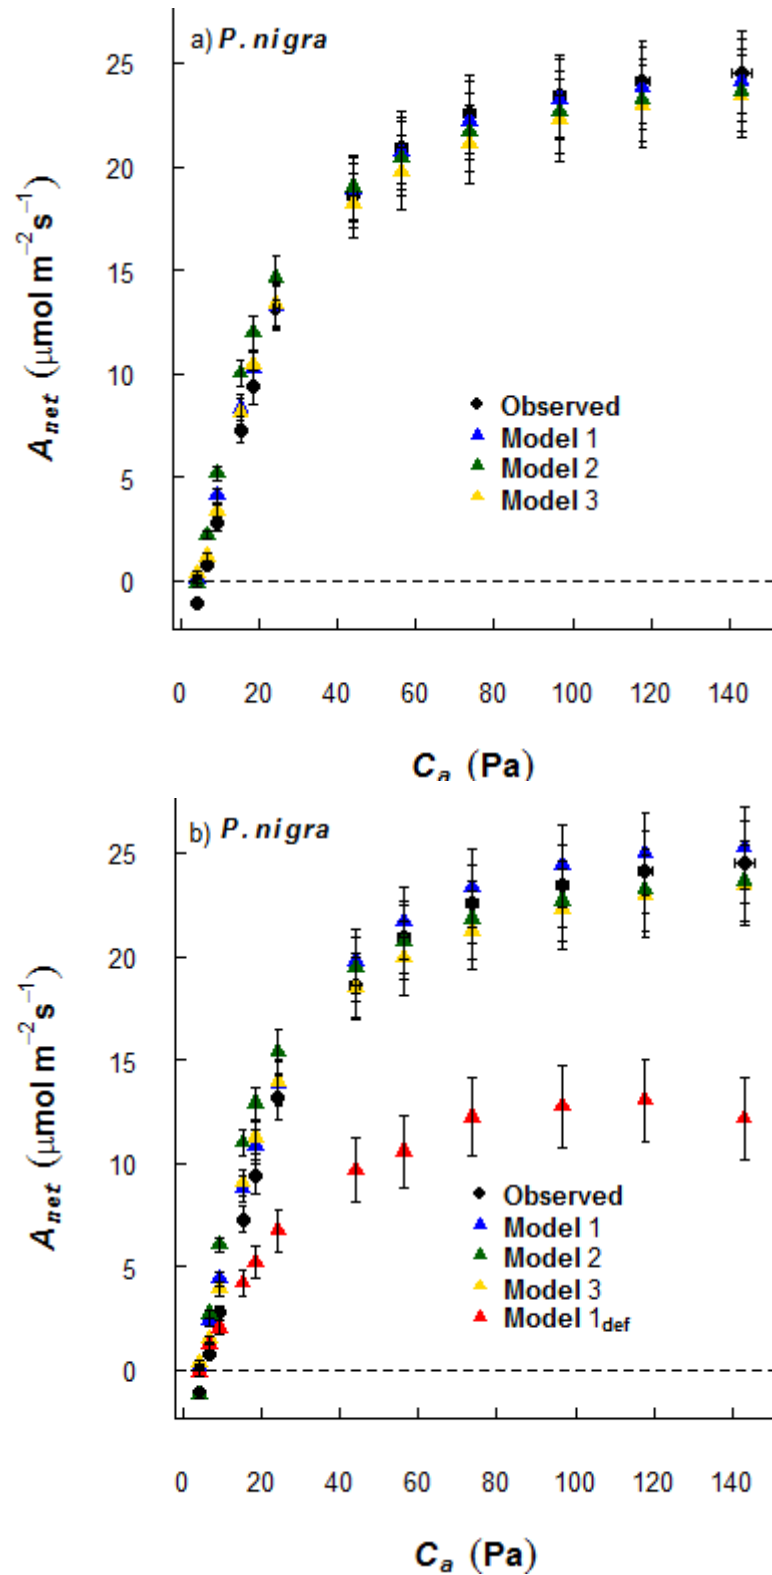 a) P. nigra
25
20
15
10
5
0
A_net (μmol m⁻² s⁻¹)
Observed
Model 1
Model 2
Model 3
0 20 40 60 80 100 120 140
C_a (Pa)
b) P. nigra
25
20
15
10
5
0
A_net (μmol m⁻² s⁻¹)
Observed
Model 1
Model 2
Model 3
Model 1_def
0 20 40 60 80 100 120 140
C_a (Pa)